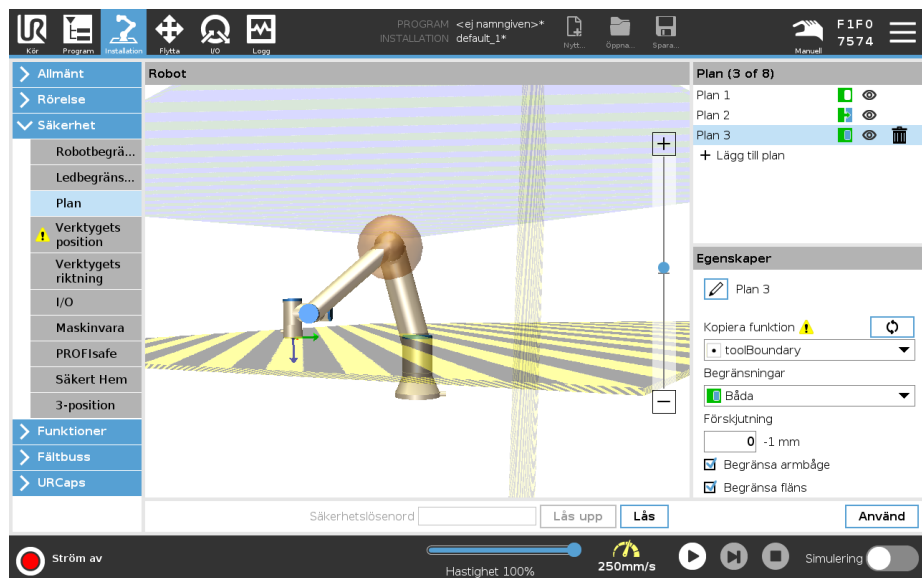 PROGRAM <ej namngiven>*
INSTALLATION default_1*
Kör
Program
Installation
Flytta
I/O
Logg
Nytt...
Öppna...
Spara...
Manuell
F1F0
7574
Allmänt
Rörelse
Säkerhet
Robotbegrä...
Ledbegräns...
Plan
Verktygets
position
Verktygets
riktning
I/O
Maskinvara
PROFIsafe
Säkert Hem
3-position
Funktioner
Fältbuss
URCaps
Robot
Plan (3 of 8)
Plan 1
Plan 2
Plan 3
+ Lägg till plan
Egenskaper
Plan 3
Kopiera funktion
toolBoundary
Begränsningar
Båda
Förskjutning
0 -1 mm
Begränsa armbåge
Begränsa fläns
Säkerhetslösenord
Lås upp
Lås
Använd
Ström av
Hastighet 100%
250mm/s
Simulering